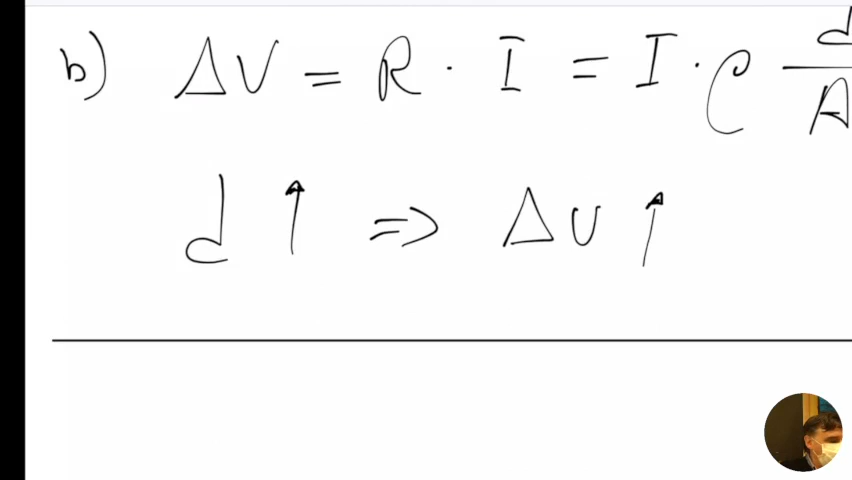 b) ΔV = R · I = I · ρ d/A
d ↑ => ΔV ↑